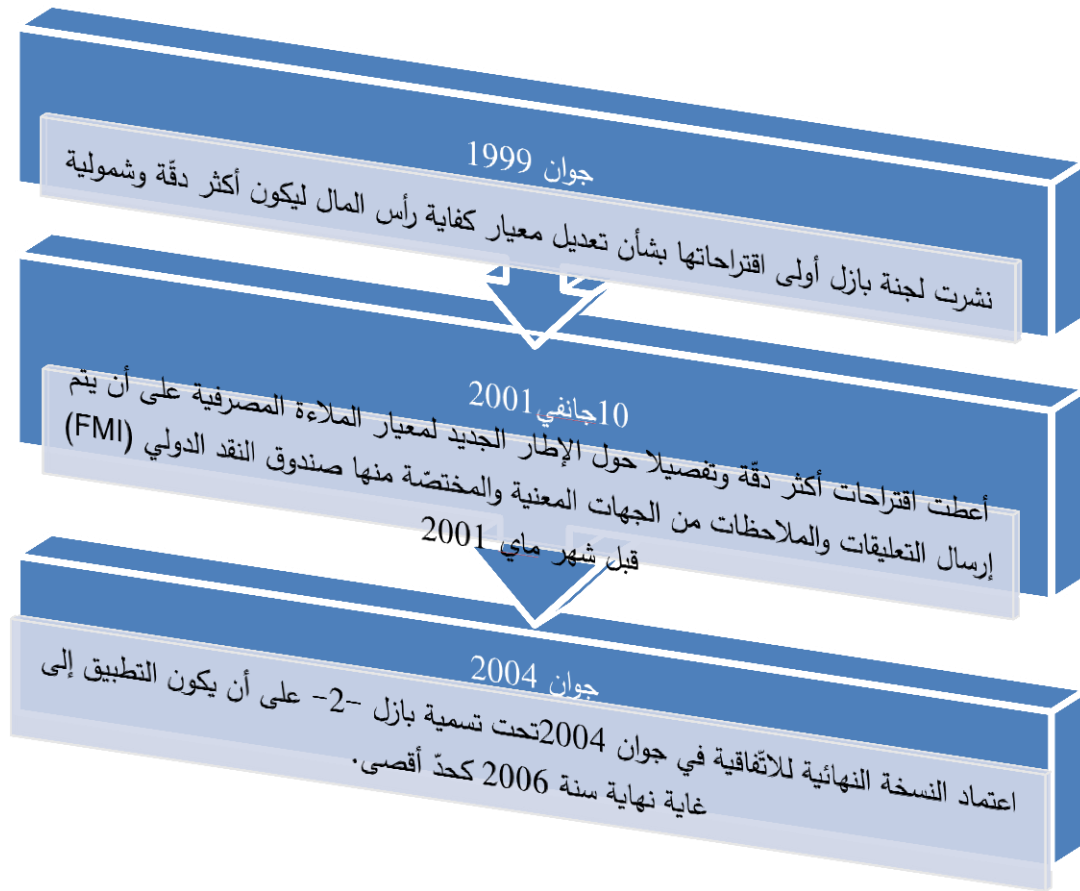 جوان 1999
نشرت لجنة بازل أولى اقتراحاتها بشأن تعديل معيار كفاية رأس المال ليكون أكثر دقّة وشمولية
10جانفي2001
أعطت اقتراحات أكثر دقّة وتفصيلا حول الإطار الجديد لمعيار الملاءة المصرفية على أن يتم
إرسال التعليقات والملاحظات من الجهات المعنية والمختصّة منها صندوق النقد الدولي (FMI)
قبل شهر ماي 2001
جوان 2004
اعتماد النسخة النهائية للاتّفاقية في جوان 2004تحت تسمية بازل -2- على أن يكون التطبيق إلى
غاية نهاية سنة 2006 كحدّ أقصى.